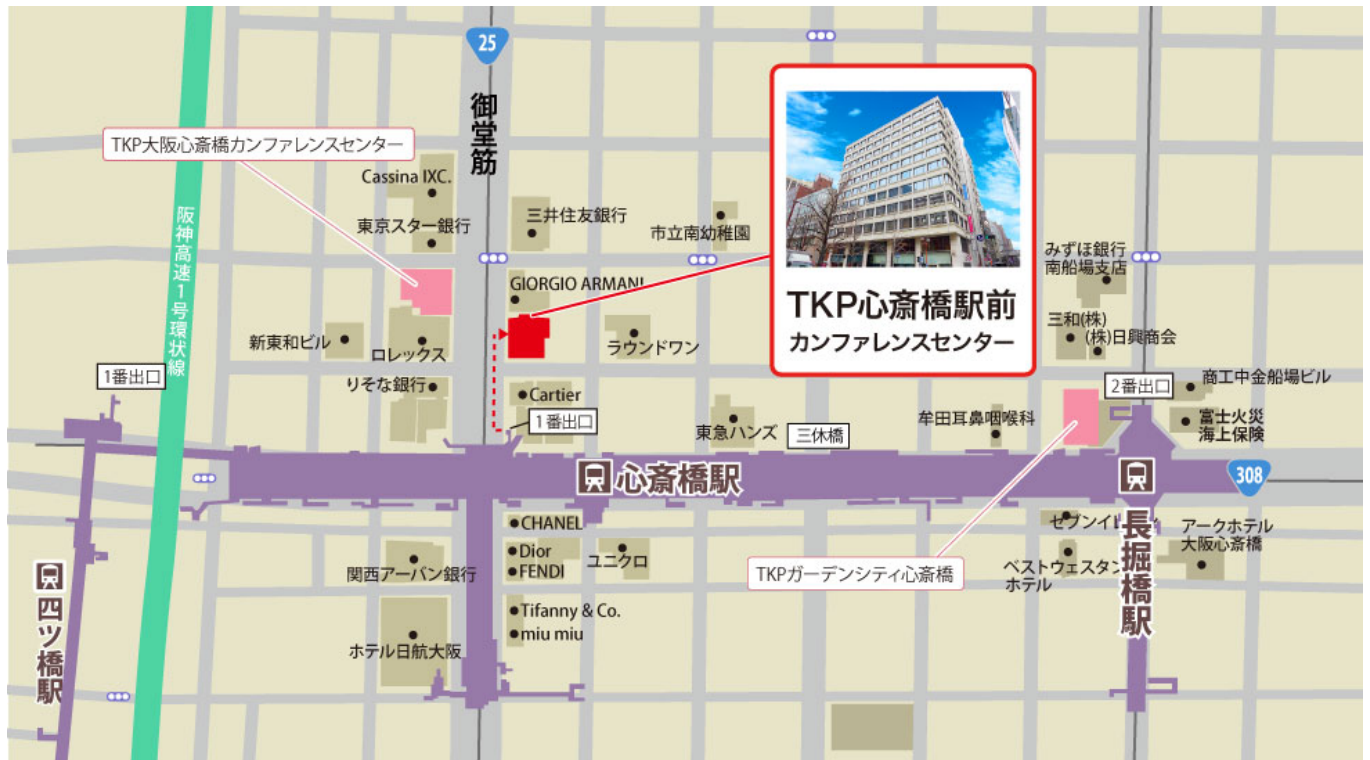 25
御堂筋
TKP大阪心斎橋カンファレンスセンター
Cassina IXC.
東京スター銀行
三井住友銀行
市立南幼稚園
阪神高速1号環状線
GIORGIO ARMANI
TKP心斎橋駅前
カンファレンスセンター
みずほ銀行
南船場支店
三和(株)
(株)日興商会
新東和ビル
ロレックス
ラウンドワン
1番出口
りそな銀行
Cartier
1番出口
東急ハンズ
三休橋
牟田耳鼻咽喉科
2番出口
商工中金船場ビル
富士火災
海上保険
心斎橋駅
308
CHANEL
Dior
FENDI
ユニクロ
関西アーバン銀行
TKPガーデンシティ心斎橋
セブンイレ
ベストウェスタン
ホテル
アークホテル
大阪心斎橋
長堀橋駅
四ツ橋駅
Tifanny & Co.
miu miu
ホテル日航大阪